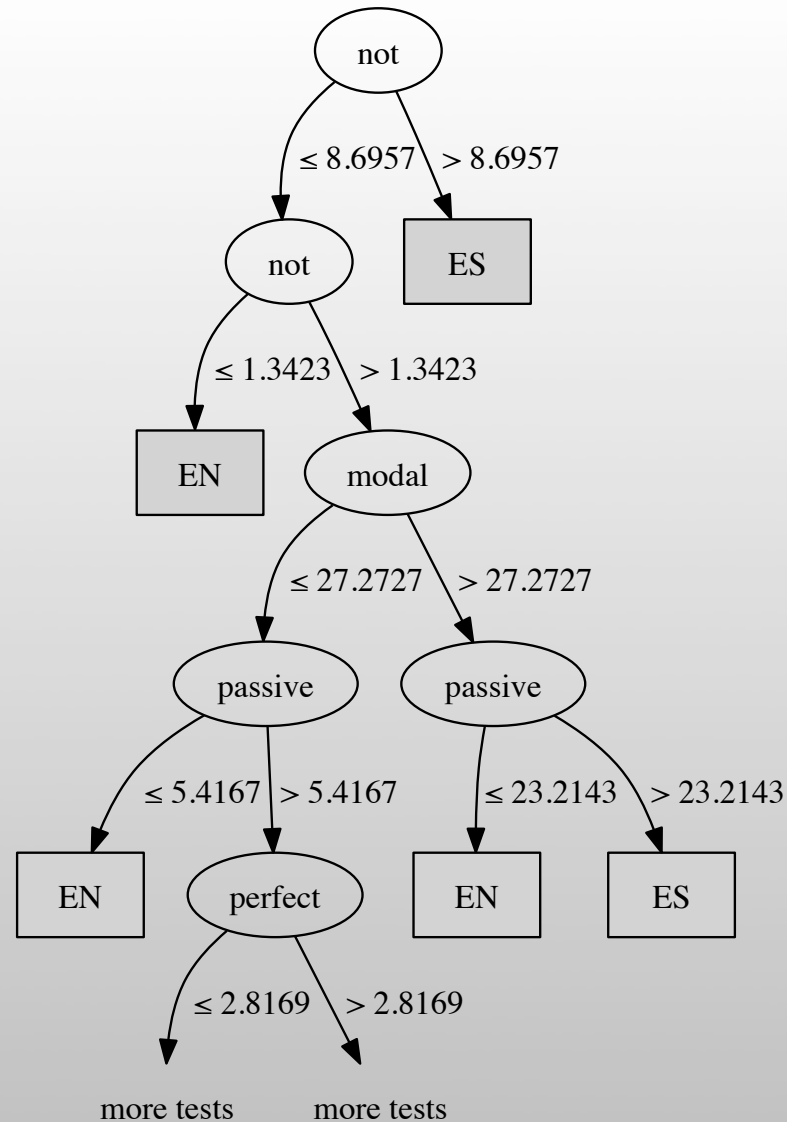 not
≤ 8.6957 > 8.6957
not ES
≤ 1.3423 > 1.3423
EN modal
≤ 27.2727 > 27.2727
passive passive
≤ 5.4167 > 5.4167 ≤ 23.2143 > 23.2143
EN perfect EN ES
≤ 2.8169 > 2.8169
more tests more tests